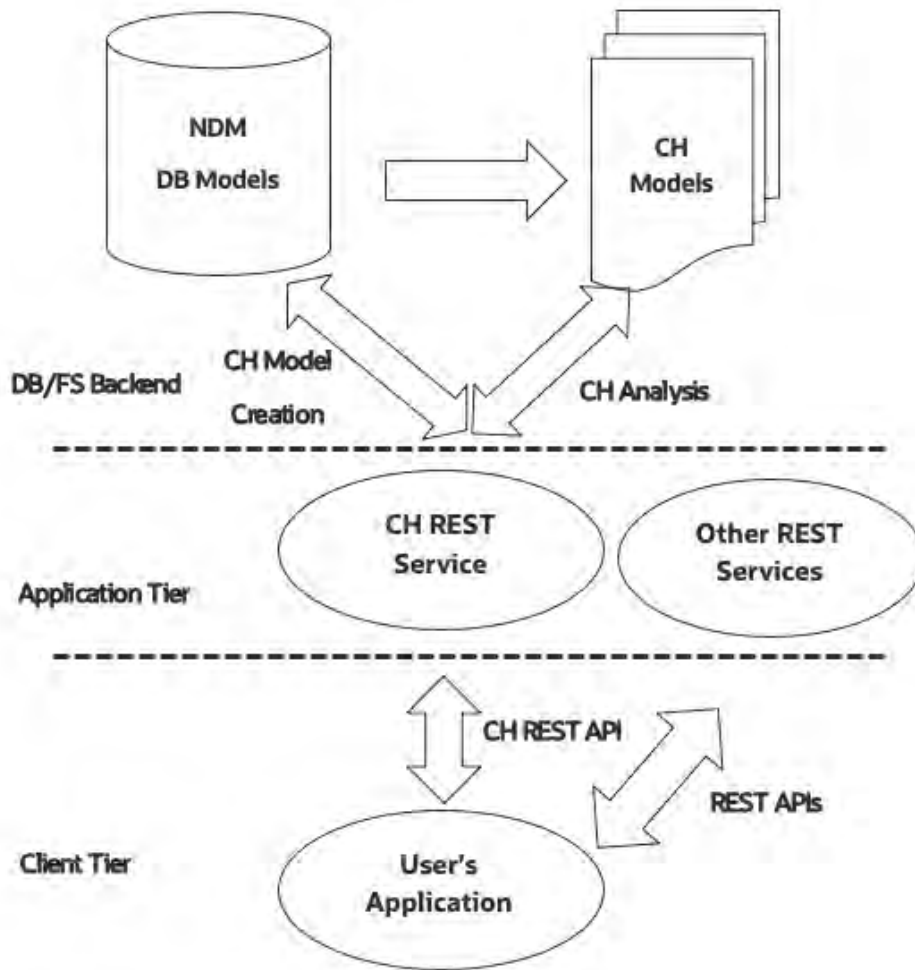 NDM
DB Models
CH
Models
DB/FS Backend
CH Model
Creation
CH Analysis
CH REST
Service
Other REST
Services
Application Tier
CH REST API
REST APIs
Client Tier
User's
Application